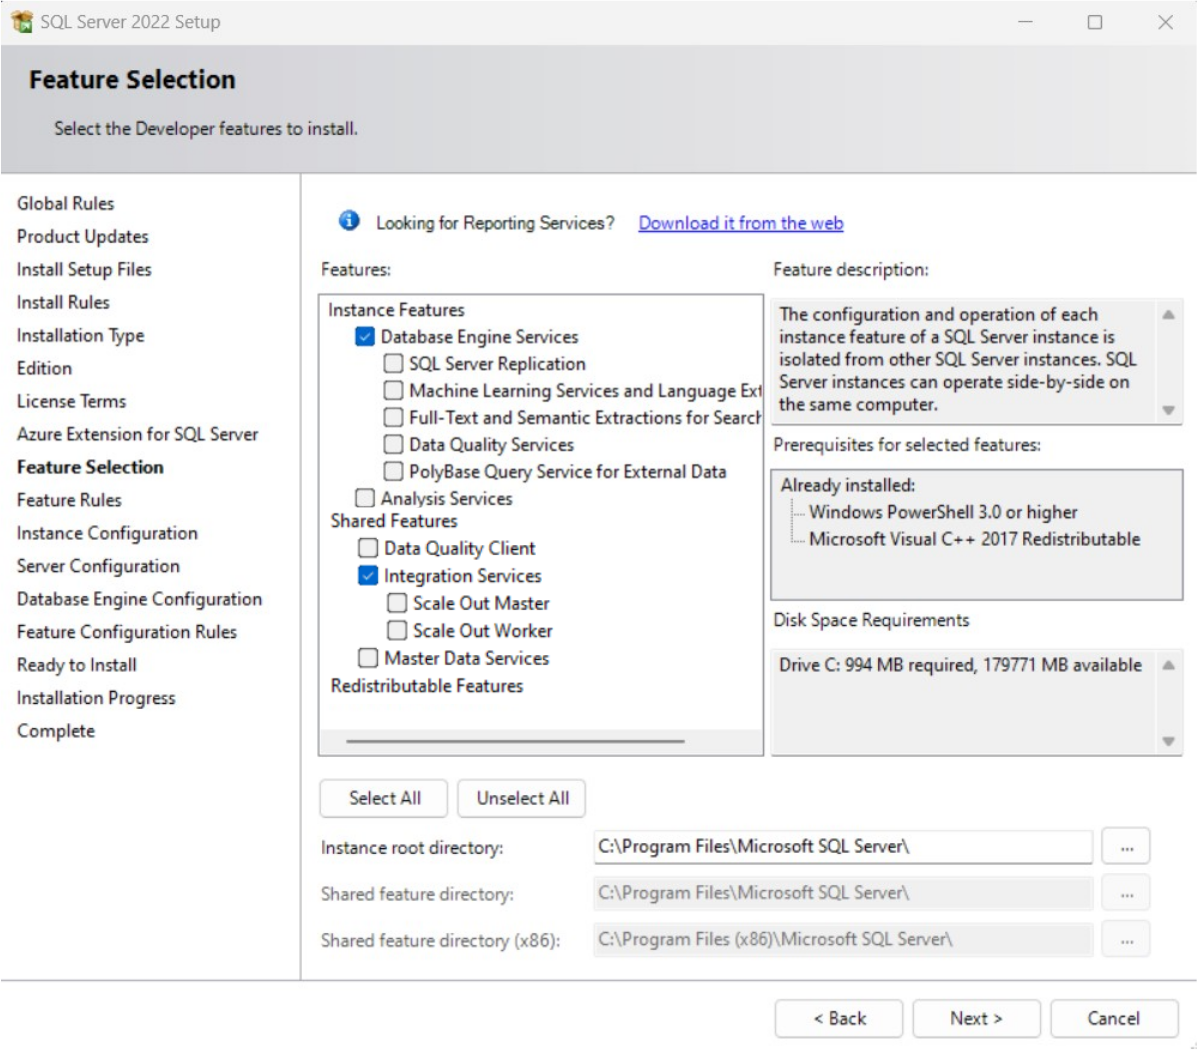 SQL Server 2022 Setup
Feature Selection
Select the Developer features to install.
Global Rules
Product Updates
Install Setup Files
Install Rules
Installation Type
Edition
License Terms
Azure Extension for SQL Server
Feature Selection
Feature Rules
Instance Configuration
Server Configuration
Database Engine Configuration
Feature Configuration Rules
Ready to Install
Installation Progress
Complete
Looking for Reporting Services? Download it from the web
Features:
Instance Features
Database Engine Services
SQL Server Replication
Machine Learning Services and Language Ext
Full-Text and Semantic Extractions for Search
Data Quality Services
PolyBase Query Service for External Data
Analysis Services
Shared Features
Data Quality Client
Integration Services
Scale Out Master
Scale Out Worker
Master Data Services
Redistributable Features
Feature description:
The configuration and operation of each
instance feature of a SQL Server instance is
isolated from other SQL Server instances. SQL
Server instances can operate side-by-side on
the same computer.
Prerequisites for selected features:
Already installed:
Windows PowerShell 3.0 or higher
Microsoft Visual C++ 2017 Redistributable
Disk Space Requirements
Drive C: 994 MB required, 179771 MB available
Select All
Unselect All
Instance root directory: C:\Program Files\Microsoft SQL Server\ ...
Shared feature directory: C:\Program Files\Microsoft SQL Server\ ...
Shared feature directory (x86): C:\Program Files (x86)\Microsoft SQL Server\ ...
< Back
Next >
Cancel